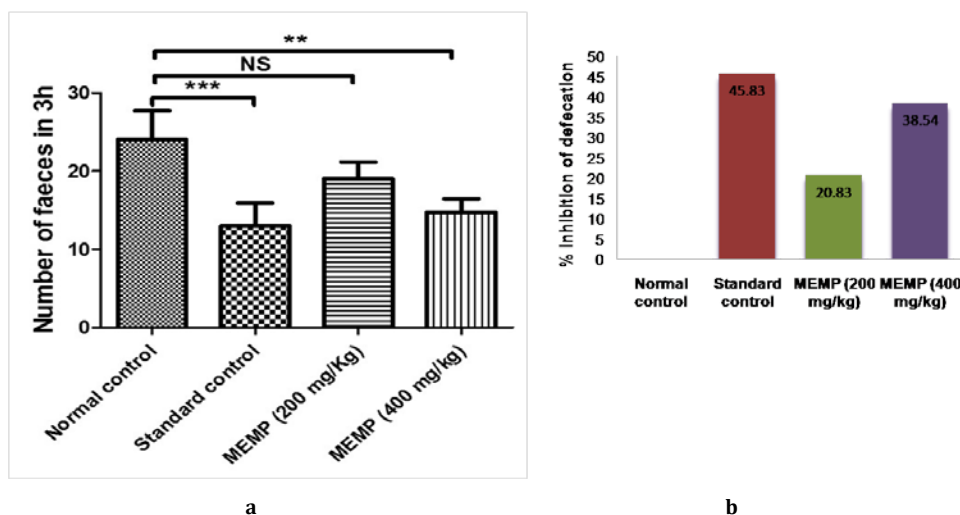 **
NS
***
Number of faeces in 3h
30
20
10
0
Normal control
Standard control
MEMP (200 mg/Kg)
MEMP (400 mg/kg)
a
% Inhibition of defecation
50
45
40
35
30
25
20
15
10
5
0
45.83
20.83
38.54
Normal
control
Standard
control
MEMP (200
mg/kg)
MEMP (400
mg/kg)
b